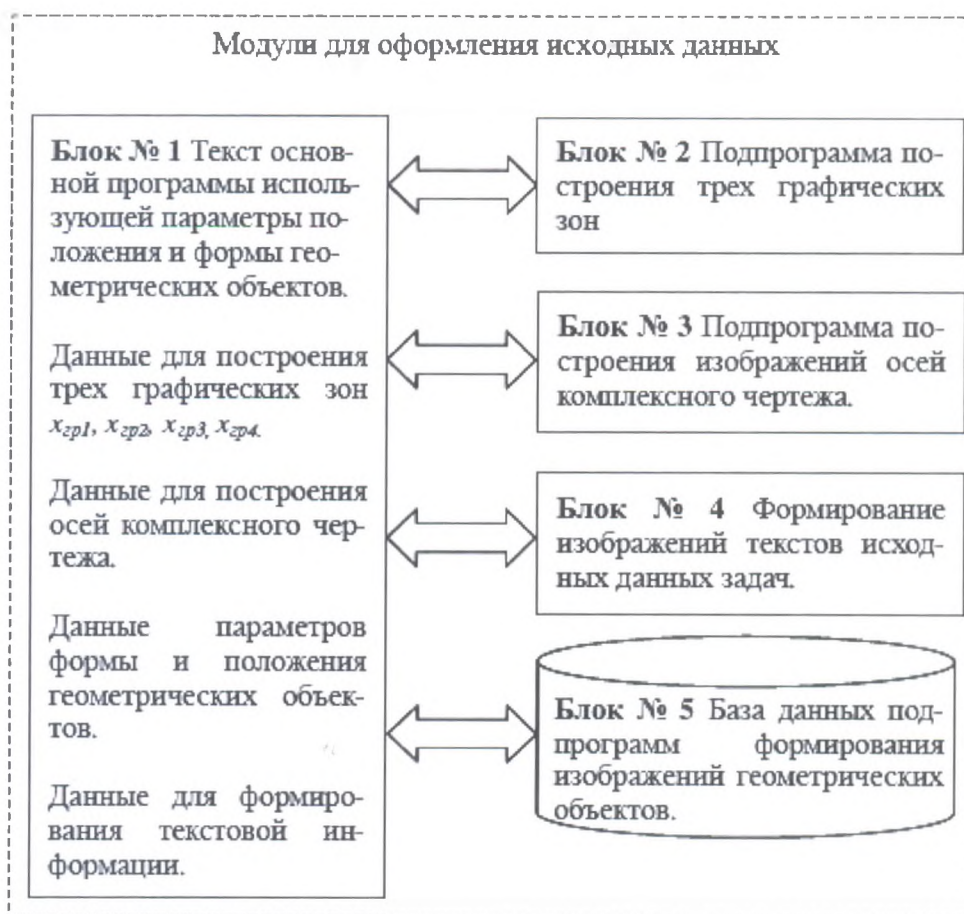 Модули для оформления исходных данных
Блок № 1 Текст основ-
ной программы исполь-
зующей параметры по-
ложения и формы гео-
метрических объектов.
Данные для построения
трех графических зон
xгр1, xгр2, xгр3, xгр4.
Данные для построения
осей комплексного чер-
тежа.
Данные параметров
формы и положения
геометрических объек-
тов.
Данные для формиро-
вания текстовой ин-
формации.
Блок № 2 Подпрограмма по-
строения трех графических
зон
Блок № 3 Подпрограмма по-
строения изображений осей
комплексного чертежа.
Блок № 4 Формирование
изображений текстов исход-
ных данных задач.
Блок № 5 База данных под-
программ формирования
изображений геометрических
объектов.